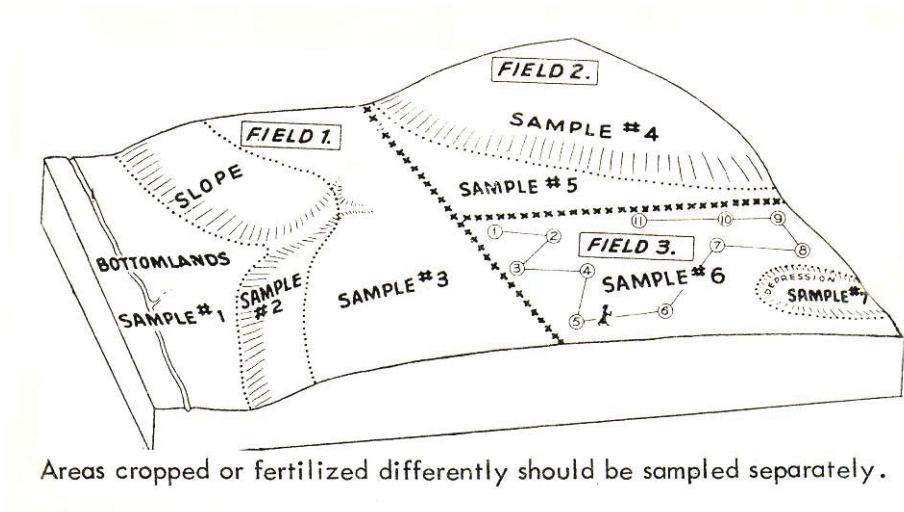 FIELD 2.
SAMPLE #4
FIELD 1.
SLOPE
SAMPLE #5
11
10
9
1
2
FIELD 3.
7
8
BOTTOMLANDS
3
4
SAMPLE #6
DEPRESSION
SAMPLE #7
SAMPLE #3
SAMPLE
#2
SAMPLE #1
5
6
Areas cropped or fertilized differently should be sampled separately.